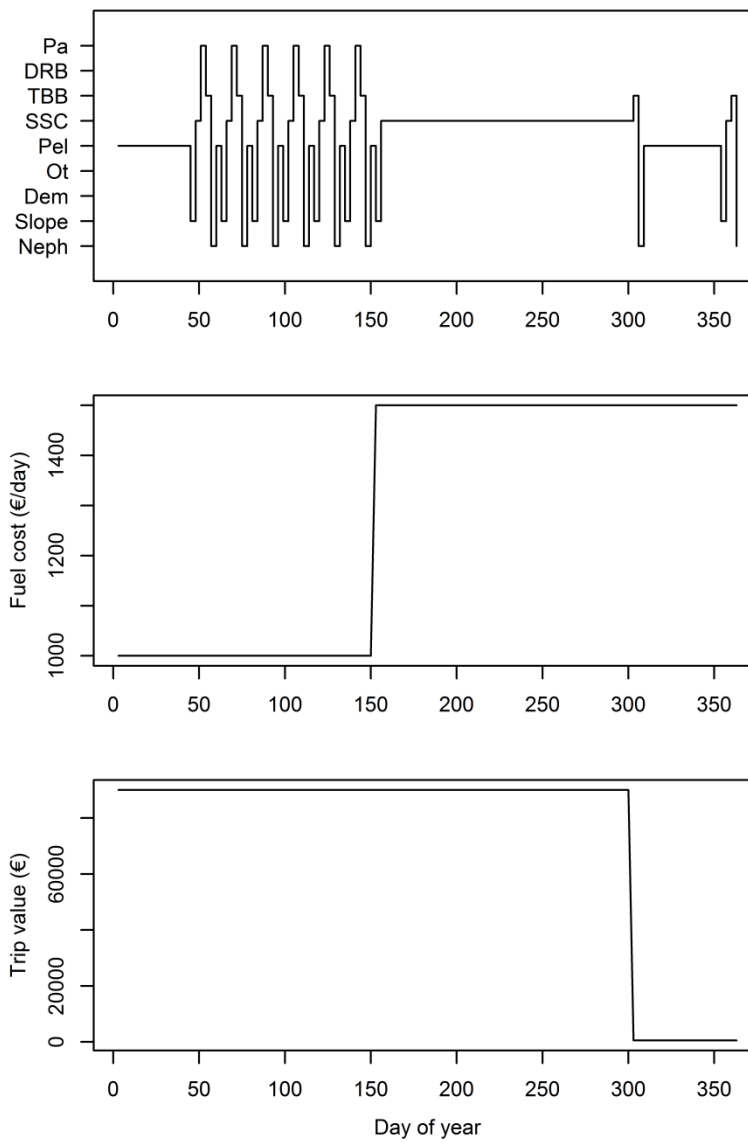 Pa
DRB
TBB
SSC
Pel
Ot
Dem
Slope
Neph
0 50 100 150 200 250 300 350
Fuel cost (€/day)
1400
1200
1000
0 50 100 150 200 250 300 350
Trip value (€)
60000
20000
0
0 50 100 150 200 250 300 350
Day of year